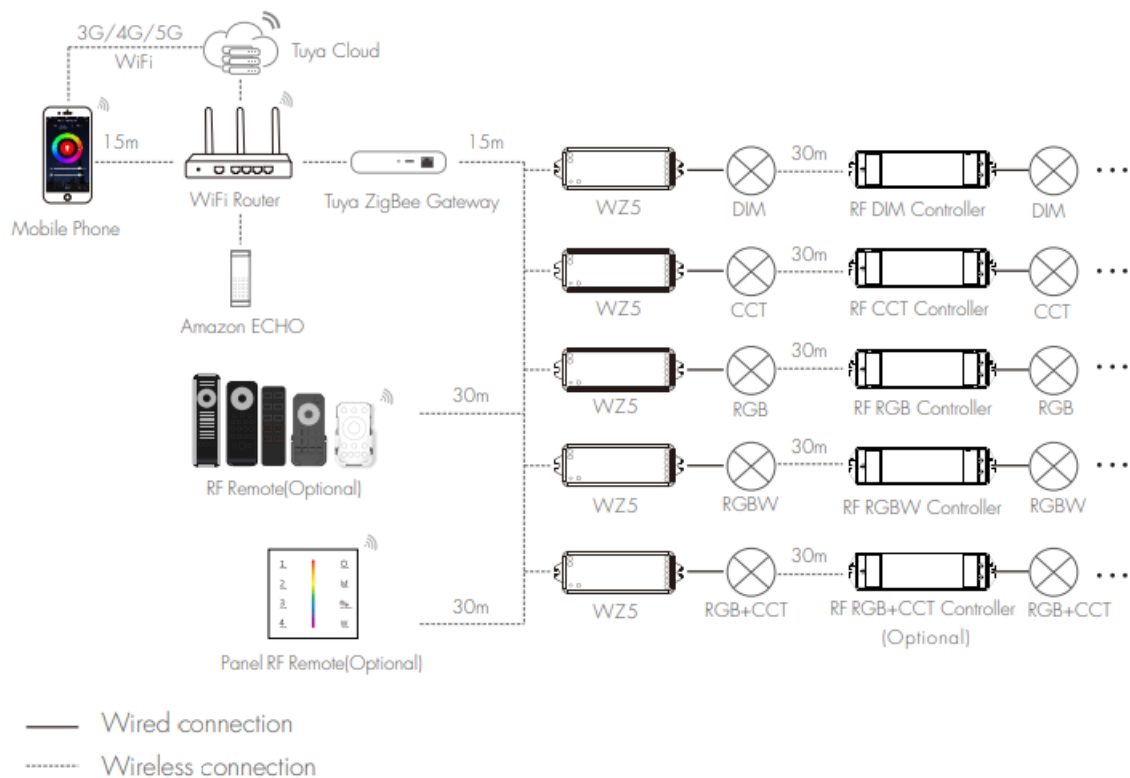 3G/4G/5G
WiFi
Tuya Cloud
15m
15m
WiFi Router
Tuya ZigBee Gateway
Mobile Phone
Amazon ECHO
30m
RF Remote(Optional)
1
2
3
4
30m
Panel RF Remote(Optional)
WZ5
DIM
30m
RF DIM Controller
DIM
WZ5
CCT
30m
RF CCT Controller
CCT
WZ5
RGB
30m
RF RGB Controller
RGB
WZ5
RGBW
30m
RF RGBW Controller
RGBW
WZ5
RGB+CCT
30m
RF RGB+CCT Controller
(Optional)
RGB+CCT
Wired connection
Wireless connection